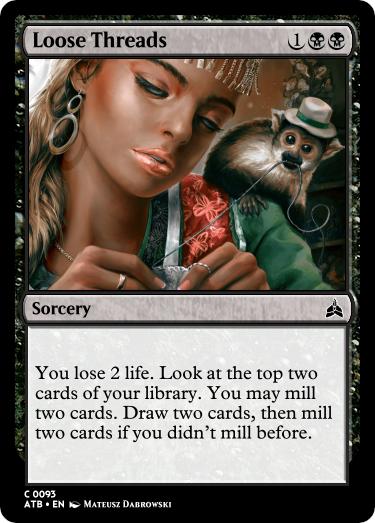 Loose Threads 1
Sorcery
You lose 2 life. Look at the top two
cards of your library. You may mill
two cards. Draw two cards, then mill
two cards if you didn't mill before.
C 0093
ATB • EN Mateusz Dabrowski